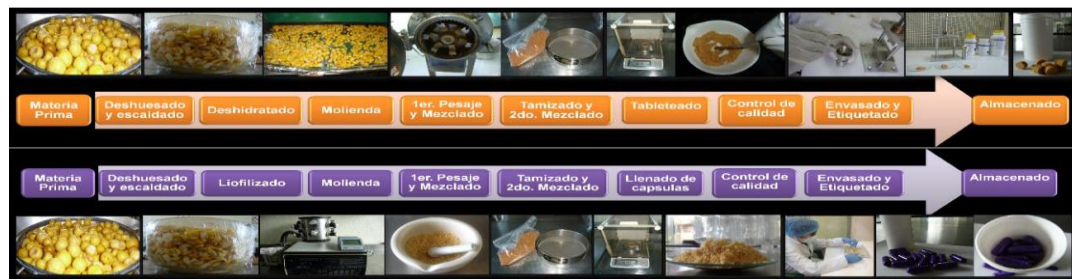 Materia
Prima
Deshuesado
y escaldado
Deshidratado
Molienda
1er. Pesaje
y Mezclado
Tamizado y
2do. Mezclado
Tableteado
Control de
calidad
Envasado y
Etiquetado
Almacenado
Materia
Prima
Deshuesado
y escaldado
Liofilizado
Molienda
1er. Pesaje
y Mezclado
Tamizado y
2do. Mezclado
Llenado de
capsulas
Control de
calidad
Envasado y
Etiquetado
Almacenado